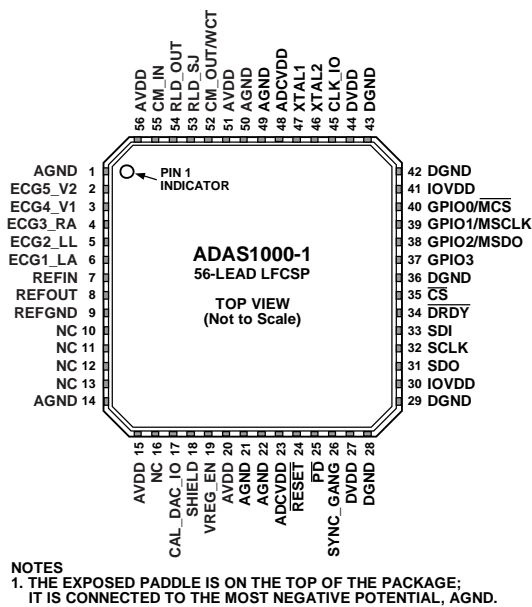 56 AVDD
55 CM_IN
54 RLD_OUT
53 RLD_SJ
52 CM_OUT/WCT
51 AVDD
50 AGND
49 AGND
48 ADCVDD
47 XTAL1
46 XTAL2
45 CLK_IO
44 DVDD
43 DGND
AGND 1
ECG5_V2 2
ECG4_V1 3
ECG3_RA 4
ECG2_LL 5
ECG1_LA 6
REFIN 7
REFOUT 8
REFGND 9
NC 10
NC 11
NC 12
NC 13
AGND 14
PIN 1
INDICATOR
ADAS1000-1
56-LEAD LFCSP
TOP VIEW
(Not to Scale)
42 DGND
41 IOVDD
40 GPIO0/MCS
39 GPIO1/MSCLK
38 GPIO2/MSDO
37 GPIO3
36 DGND
35 CS
34 DRDY
33 SDI
32 SCLK
31 SDO
30 IOVDD
29 DGND
AVDD 15
NC 16
CAL_DAC_IO 17
SHIELD 18
VREG_EN 19
AVDD 20
AGND 21
AGND 22
ADCVDD 23
RESET 24
PD 25
SYNC_GANG 26
DVDD 27
DGND 28
NOTES
1. THE EXPOSED PADDLE IS ON THE TOP OF THE PACKAGE;
IT IS CONNECTED TO THE MOST NEGATIVE POTENTIAL, AGND.